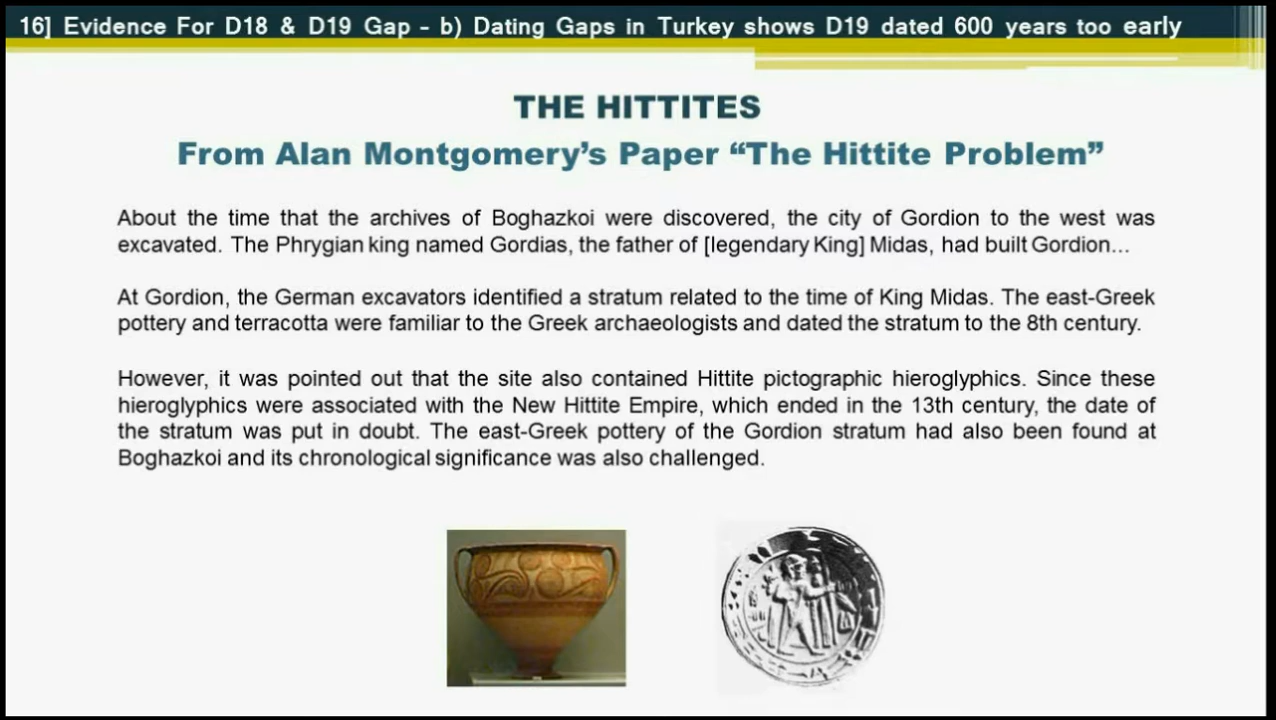 16] Evidence For D18 & D19 Gap - b) Dating Gaps in Turkey shows D19 dated 600 years too early
THE HITTITES
From Alan Montgomery’s Paper “The Hittite Problem”
About the time that the archives of Boghazkoi were discovered, the city of Gordion to the west was
excavated. The Phrygian king named Gordias, the father of [legendary King] Midas, had built Gordion...
At Gordion, the German excavators identified a stratum related to the time of King Midas. The east-Greek
pottery and terracotta were familiar to the Greek archaeologists and dated the stratum to the 8th century.
However, it was pointed out that the site also contained Hittite pictographic hieroglyphics. Since these
hieroglyphics were associated with the New Hittite Empire, which ended in the 13th century, the date of
the stratum was put in doubt. The east-Greek pottery of the Gordion stratum had also been found at
Boghazkoi and its chronological significance was also challenged.